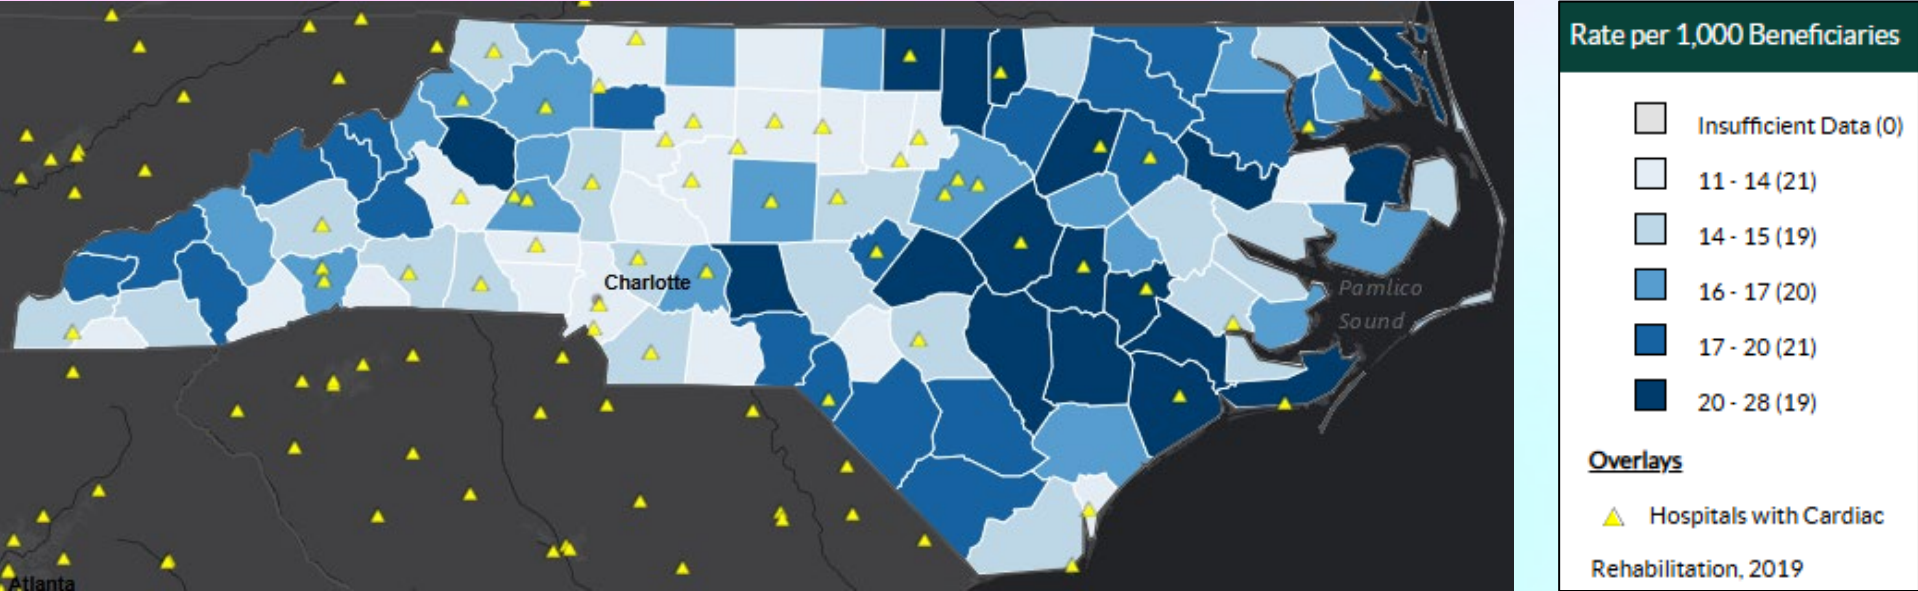 Charlotte
Pamlico
Sound
Atlanta
Rate per 1,000 Beneficiaries
Insufficient Data (0)
11 - 14 (21)
14 - 15 (19)
16 - 17 (20)
17 - 20 (21)
20 - 28 (19)
Overlays
Hospitals with Cardiac
Rehabilitation, 2019